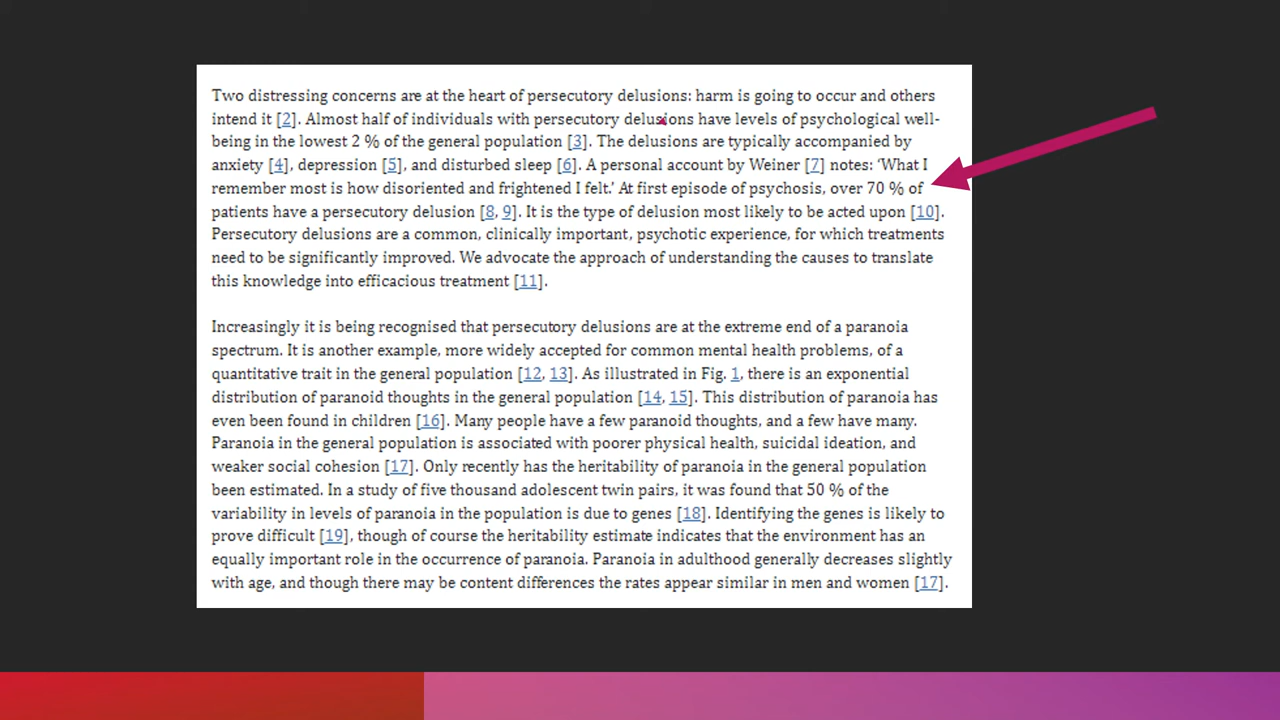 Two distressing concerns are at the heart of persecutory delusions: harm is going to occur and others
intend it [2]. Almost half of individuals with persecutory delusions have levels of psychological well-
being in the lowest 2 % of the general population [3]. The delusions are typically accompanied by
anxiety [4], depression [5], and disturbed sleep [6]. A personal account by Weiner [7] notes: ‘What I
remember most is how disoriented and frightened I felt.’ At first episode of psychosis, over 70 % of
patients have a persecutory delusion [8, 9]. It is the type of delusion most likely to be acted upon [10].
Persecutory delusions are a common, clinically important, psychotic experience, for which treatments
need to be significantly improved. We advocate the approach of understanding the causes to translate
this knowledge into efficacious treatment [11].
Increasingly it is being recognised that persecutory delusions are at the extreme end of a paranoia
spectrum. It is another example, more widely accepted for common mental health problems, of a
quantitative trait in the general population [12, 13]. As illustrated in Fig. 1, there is an exponential
distribution of paranoid thoughts in the general population [14, 15]. This distribution of paranoia has
even been found in children [16]. Many people have a few paranoid thoughts, and a few have many.
Paranoia in the general population is associated with poorer physical health, suicidal ideation, and
weaker social cohesion [17]. Only recently has the heritability of paranoia in the general population
been estimated. In a study of five thousand adolescent twin pairs, it was found that 50 % of the
variability in levels of paranoia in the population is due to genes [18]. Identifying the genes is likely to
prove difficult [19], though of course the heritability estimate indicates that the environment has an
equally important role in the occurrence of paranoia. Paranoia in adulthood generally decreases slightly
with age, and though there may be content differences the rates appear similar in men and women [17].